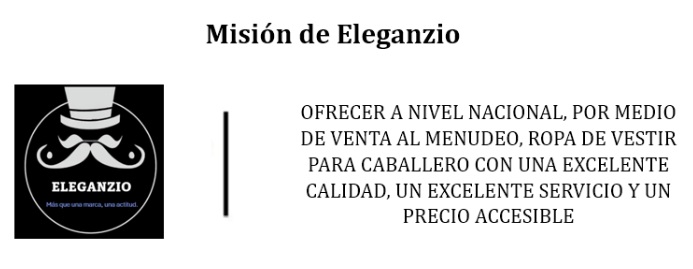 Misión de Eleganzio
ELEGANZIO
Más que una marca, una actitud.
OFRECER A NIVEL NACIONAL, POR MEDIO
DE VENTA AL MENUDEO, ROPA DE VESTIR
PARA CABALLERO CON UNA EXCELENTE
CALIDAD, UN EXCELENTE SERVICIO Y UN
PRECIO ACCESIBLE